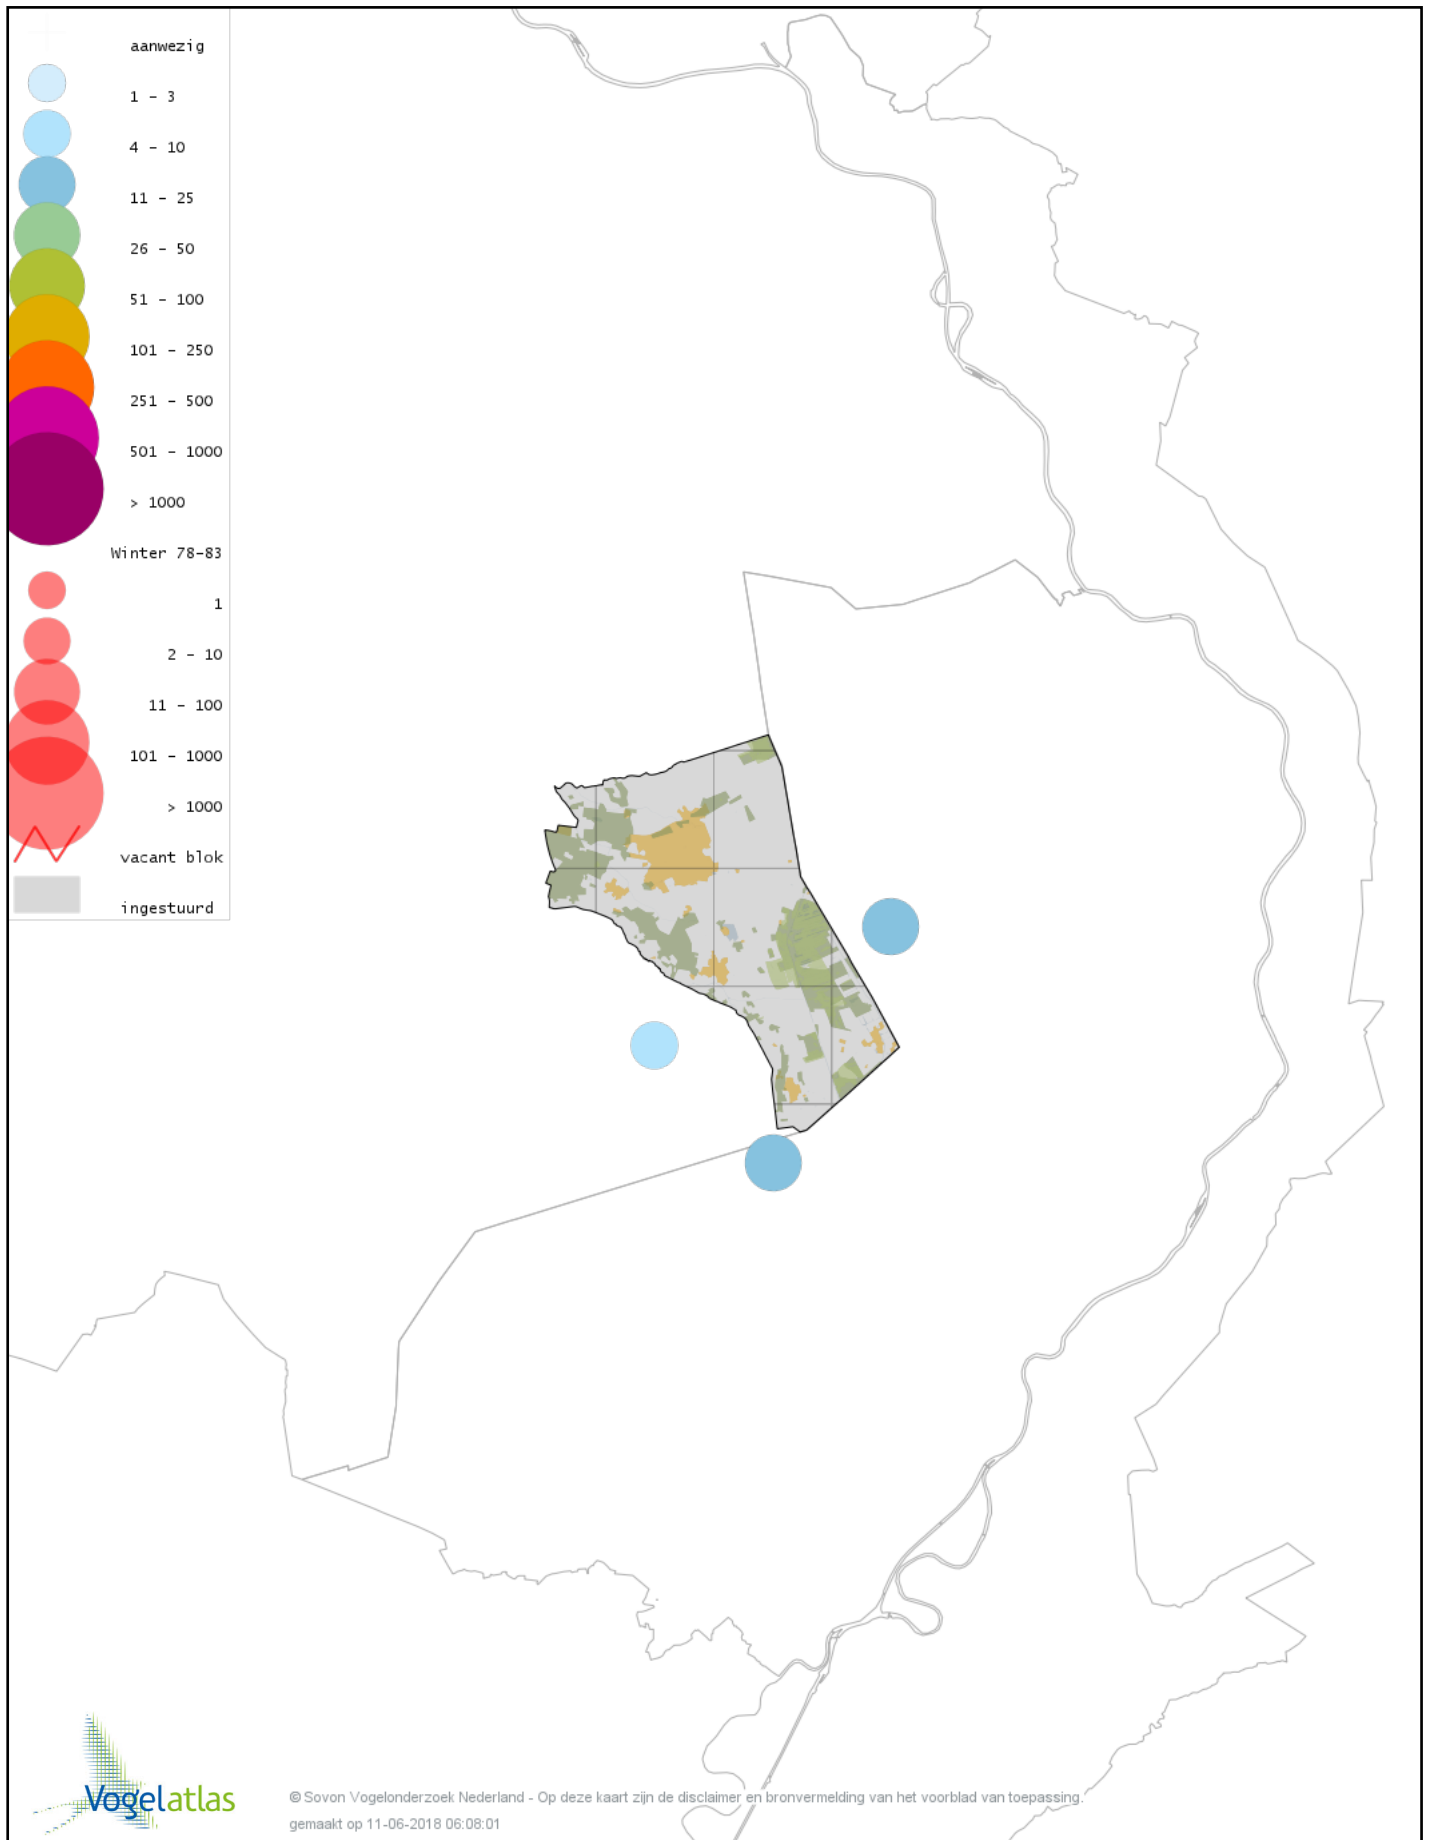 aanwezig
1 - 3
4 - 10
11 - 25
26 - 50
51 - 100
101 - 250
251 - 500
501 - 1000
> 1000
Winter 78-83
1
2 - 10
11 - 100
101 - 1000
> 1000
vacant blok
ingestuurd
Vogelatlas
© Sovon Vogelonderzoek Nederland - Op deze kaart zijn de disclaimer en bronvermelding van het voorblad van toepassing.
gemaakt op 11-06-2018 06:08:01